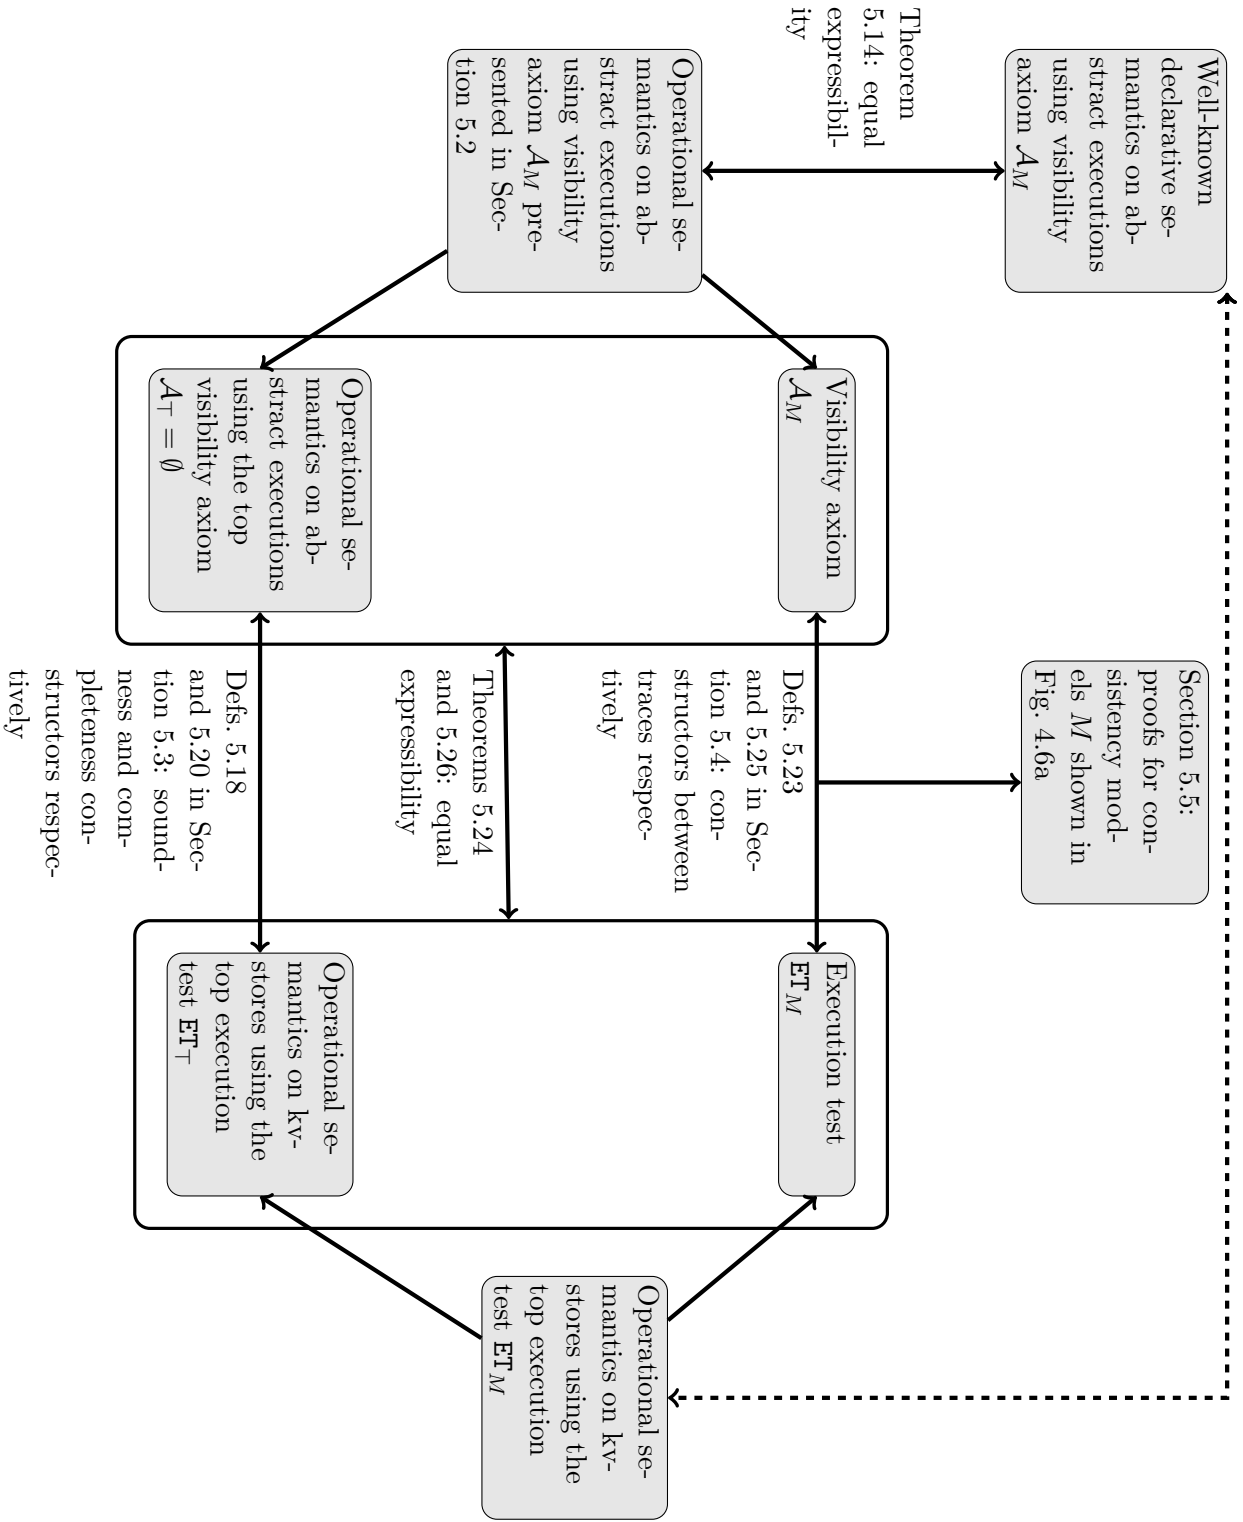 Well-known
declarative se-
mantics on ab-
stract executions
using visibility
axiom 𝒜_M
Theorem
5.14: equal
expressibil-
ity
Operational se-
mantics on ab-
stract executions
using visibility
axiom 𝒜_M pre-
sented in Sec-
tion 5.2
Section 5.5:
proofs for con-
sistency mod-
els M shown in
Fig. 4.6a
Visibility axiom
𝒜_M
Defs. 5.23
and 5.25 in Sec-
tion 5.4: con-
structors between
traces respec-
tively
Execution test
ET_M
Theorems 5.24
and 5.26: equal
expressibility
Operational se-
mantics on ab-
stract executions
using the top
visibility axiom
𝒜_⊤ = ∅
Defs. 5.18
and 5.20 in Sec-
tion 5.3: sound-
ness and com-
pleteness con-
structors respec-
tively
Operational se-
mantics on kv-
stores using the
top execution
test ET_⊤
Operational se-
mantics on kv-
stores using the
top execution
test ET_M